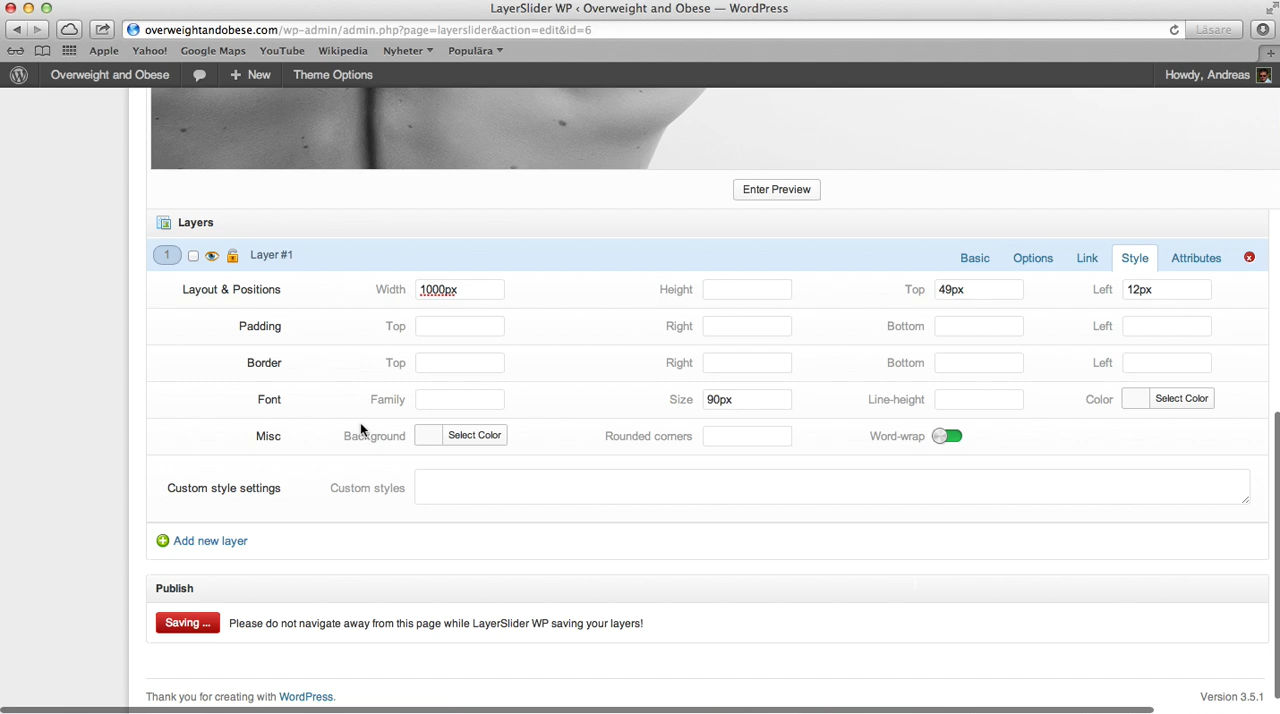 LayerSlider WP ‹ Overweight and Obese — WordPress
overweightandobese.com/wp-admin/admin.php?page=layerslider&action=edit&id=6
Läsare
Apple Yahoo! Google Maps YouTube Wikipedia Nyheter Populära
Overweight and Obese + New Theme Options Howdy, Andreas
Enter Preview
Layers
1 Layer #1 Basic Options Link Style Attributes
Layout & Positions Width 1000px Height Top 49px Left 12px
Padding Top Right Bottom Left
Border Top Right Bottom Left
Font Family Size 90px Line-height Color Select Color
Misc Background Select Color Rounded corners Word-wrap
Custom style settings Custom styles
Add new layer
Publish
Saving ... Please do not navigate away from this page while LayerSlider WP saving your layers!
Thank you for creating with WordPress. Version 3.5.1